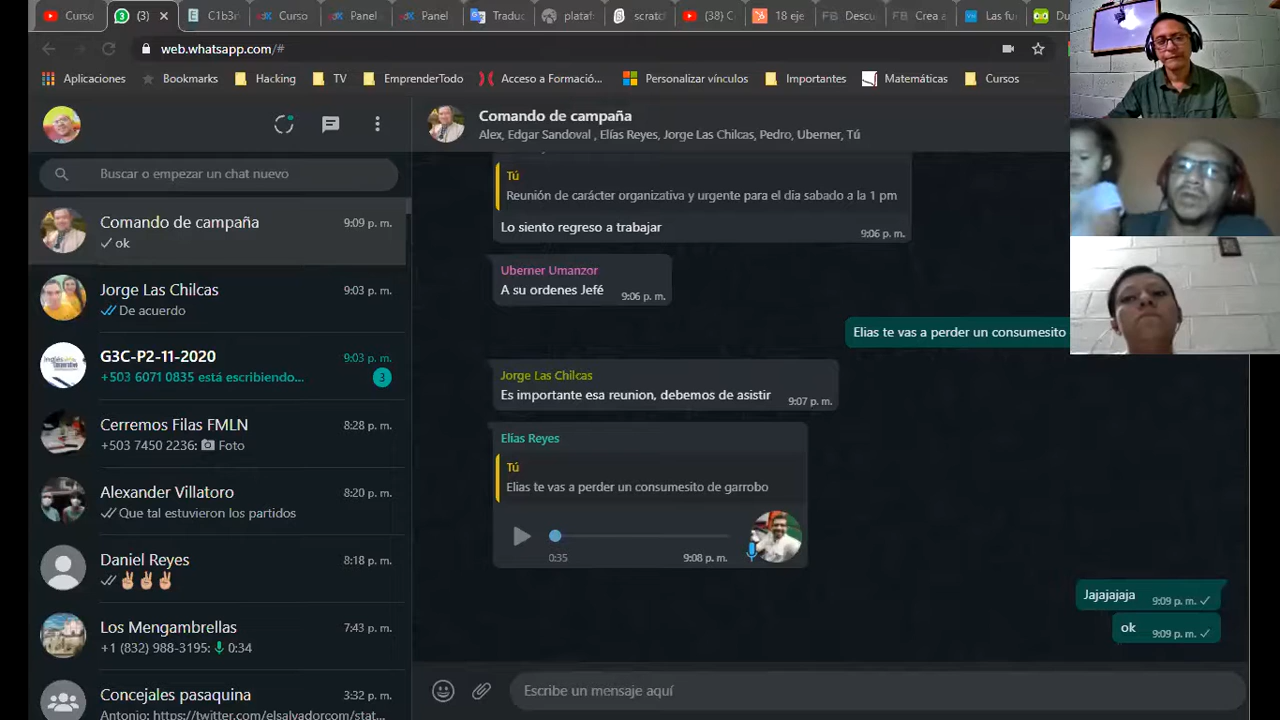 Curso
(3)
C1b3r
Curso
Panel
Panel
Traduc
plataf
scratc
(38) C
18 eje
Descu
Crea a
Las fu
Du
web.whatsapp.com/#
Aplicaciones
Bookmarks
Hacking
TV
EmprenderTodo
Acceso a Formació...
Personalizar vínculos
Importantes
Matemáticas
Cursos
Buscar o empezar un chat nuevo
Comando de campaña
9:09 p. m.
ok
Jorge Las Chilcas
9:03 p. m.
De acuerdo
G3C-P2-11-2020
9:03 p. m.
+503 6071 0835 está escribiendo...
3
Cerremos Filas FMLN
8:28 p. m.
+503 7450 2236: Foto
Alexander Villatoro
8:20 p. m.
Que tal estuvieron los partidos
Daniel Reyes
8:18 p. m.
✌🏼✌🏼✌🏼
Los Mengambrellas
7:43 p. m.
+1 (832) 988-3195: 0:34
Concejales pasaquina
3:32 p. m.
Antonio: https://twitter.com/elsalvadorcom/stat...
Comando de campaña
Alex, Edgar Sandoval , Elías Reyes, Jorge Las Chilcas, Pedro, Uberner, Tú
Tú
Reunión de carácter organizativa y urgente para el dia sabado a la 1 pm
Lo siento regreso a trabajar
9:06 p. m.
Uberner Umanzor
A su ordenes Jefé
9:06 p. m.
Elias te vas a perder un consumesito
Jorge Las Chilcas
Es importante esa reunion, debemos de asistir
9:07 p. m.
Elías Reyes
Tú
Elias te vas a perder un consumesito de garrobo
0:35
9:08 p. m.
Jajajajaja
9:09 p. m.
ok
9:09 p. m.
Escribe un mensaje aquí